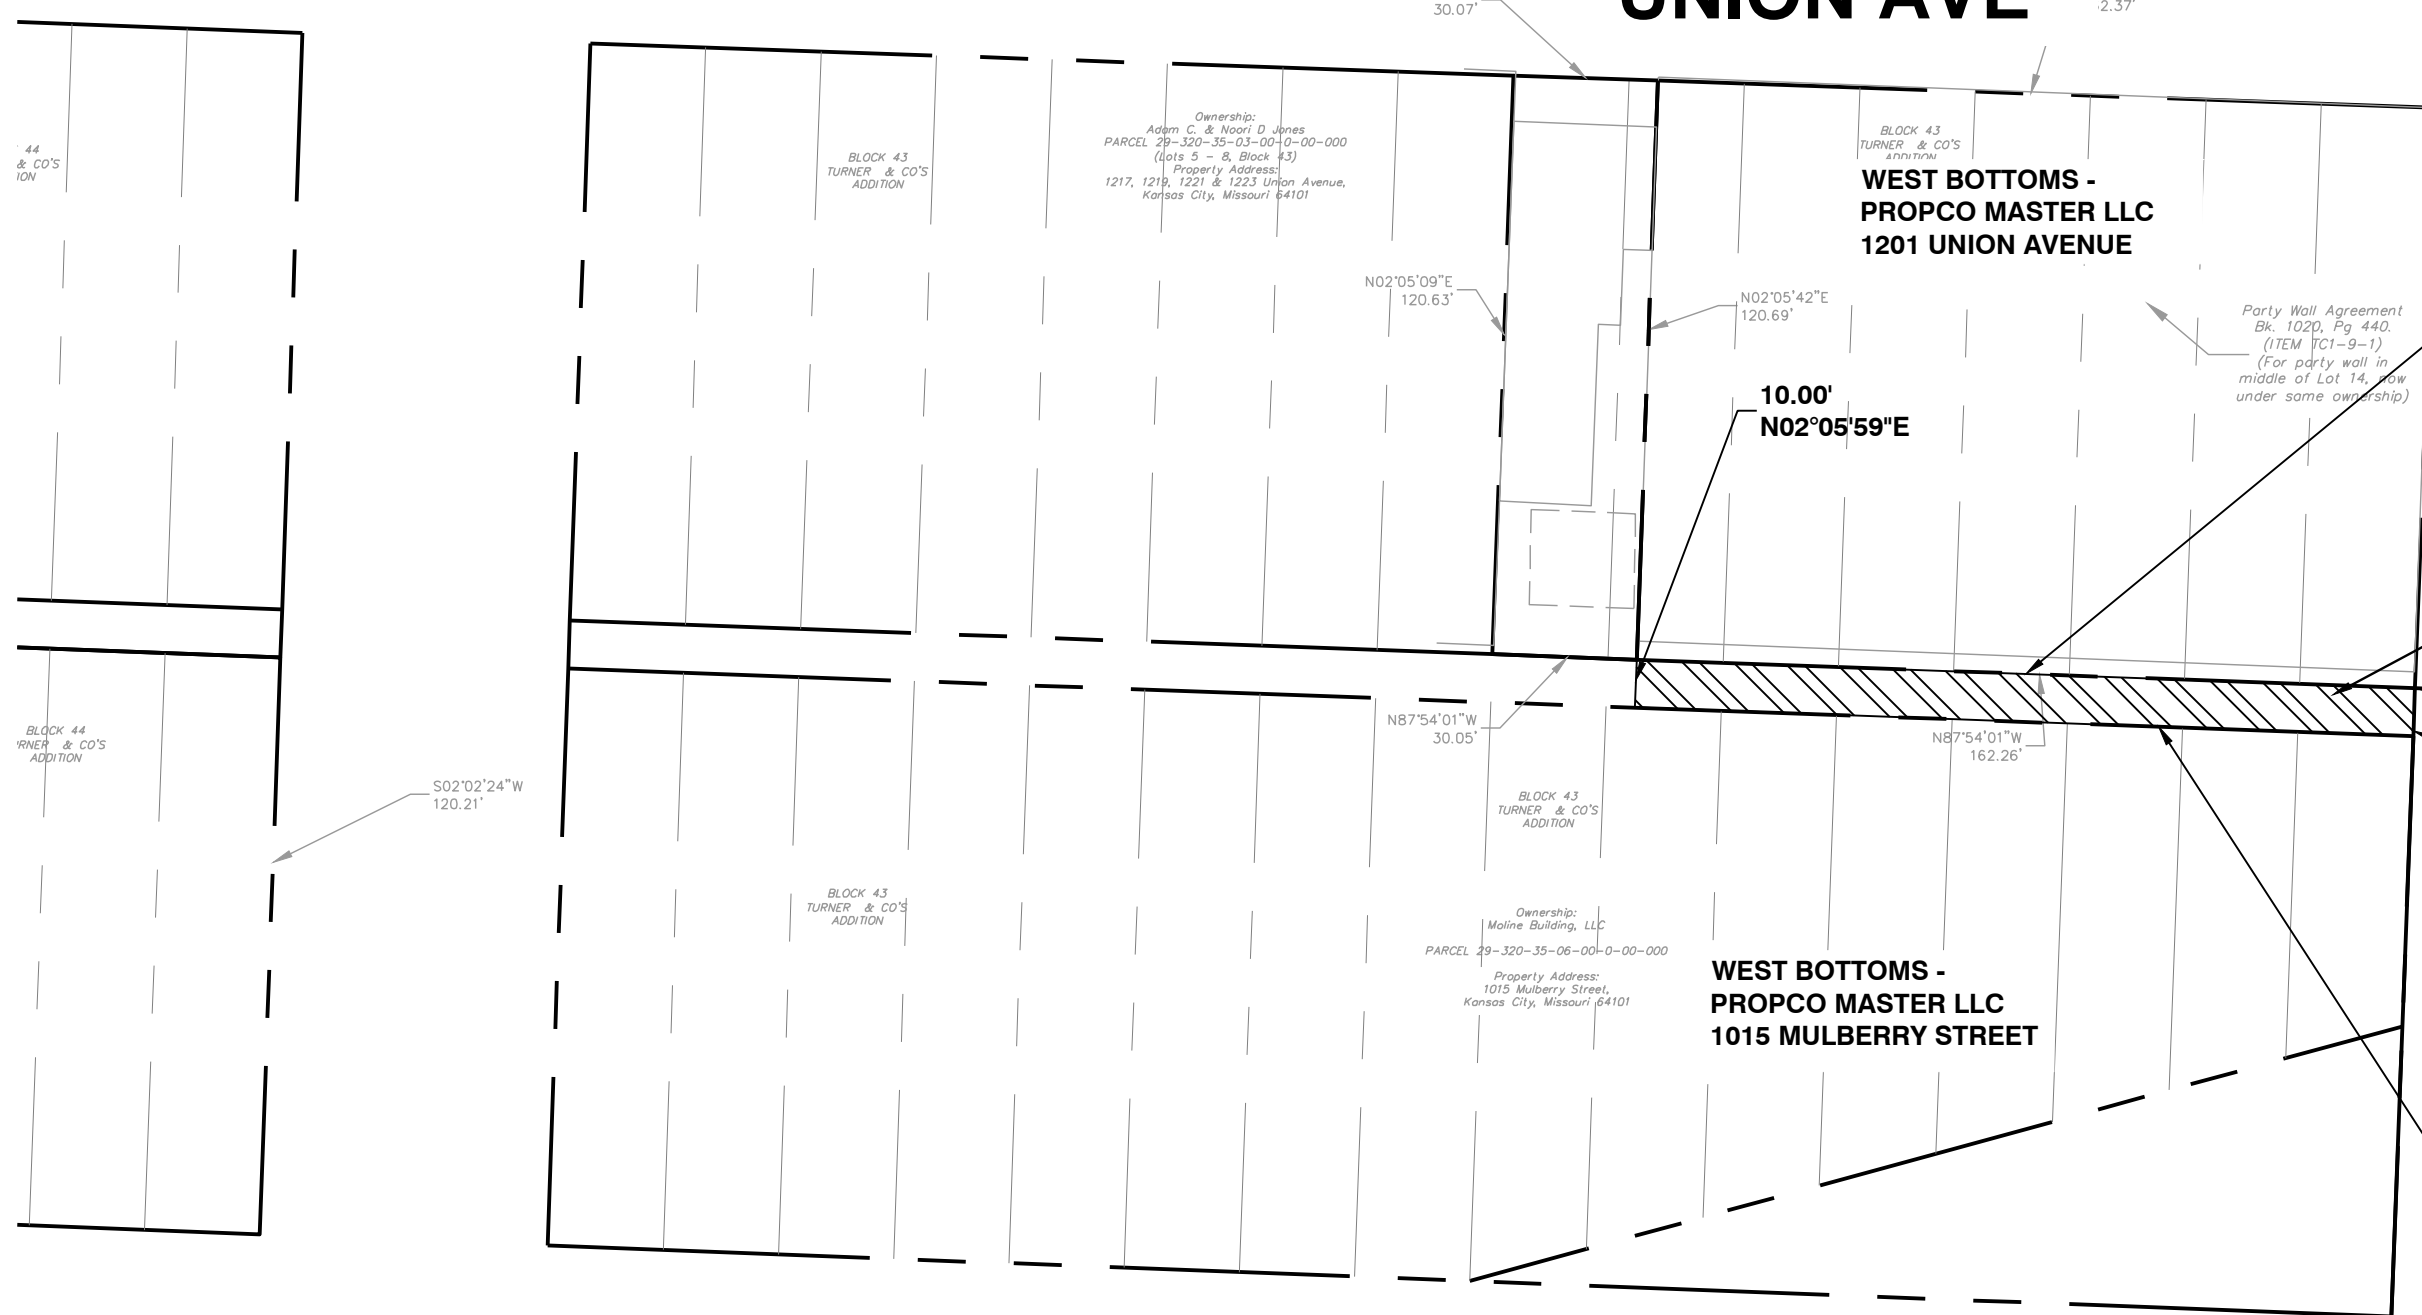 30.07'
UNION AVE
2.37'
44
& CO'S
ION
BLOCK 43
TURNER & CO'S
ADDITION
Ownership:
Adam C. & Noori D Jones
PARCEL 29-320-35-03-00-0-00-000
(Lots 5 - 8, Block 43)
Property Address:
1217, 1219, 1221 & 1223 Union Avenue,
Kansas City, Missouri 64101
BLOCK 43
TURNER & CO'S
ADDITION
WEST BOTTOMS -
PROPCO MASTER LLC
1201 UNION AVENUE
N02°05'09"E
120.63'
N02°05'42"E
120.69'
Party Wall Agreement
Bk. 1020, Pg 440.
(ITEM TC1-9-1)
(For party wall in
middle of Lot 14, now
under same ownership)
10.00'
N02°05'59"E
N87°54'01"W
30.05'
N87°54'01"W
162.26'
BLOCK 44
RNER & CO'S
ADDITION
S02°02'24"W
120.21'
BLOCK 43
TURNER & CO'S
ADDITION
BLOCK 43
TURNER & CO'S
ADDITION
Ownership:
Moline Building, LLC
PARCEL 29-320-35-06-00-0-00-000
Property Address:
1015 Mulberry Street,
Kansas City, Missouri 64101
WEST BOTTOMS -
PROPCO MASTER LLC
1015 MULBERRY STREET